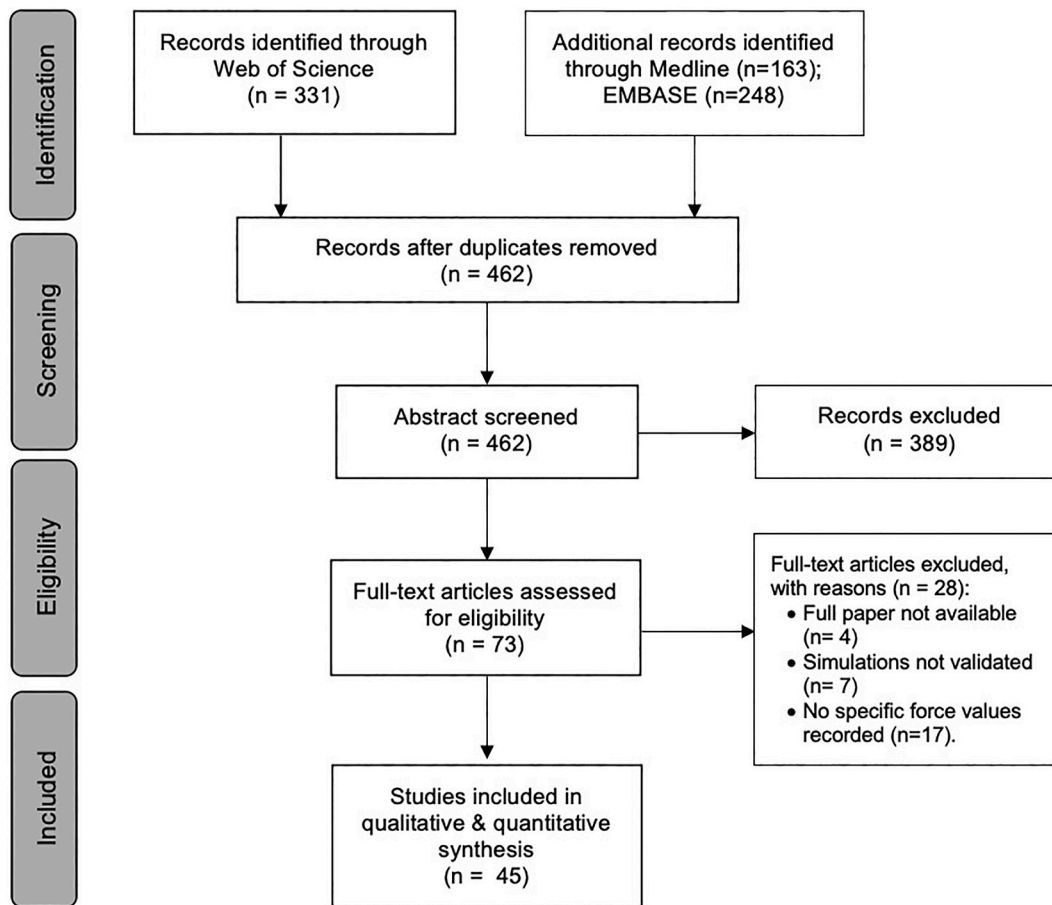 Identification
Records identified through
Web of Science
(n = 331)
Additional records identified
through Medline (n=163);
EMBASE (n=248)
Screening
Records after duplicates removed
(n = 462)
Abstract screened
(n = 462)
Records excluded
(n = 389)
Eligibility
Full-text articles assessed
for eligibility
(n = 73)
Full-text articles excluded,
with reasons (n = 28):
• Full paper not available
(n= 4)
• Simulations not validated
(n= 7)
• No specific force values
recorded (n=17).
Included
Studies included in
qualitative & quantitative
synthesis
(n =  45)